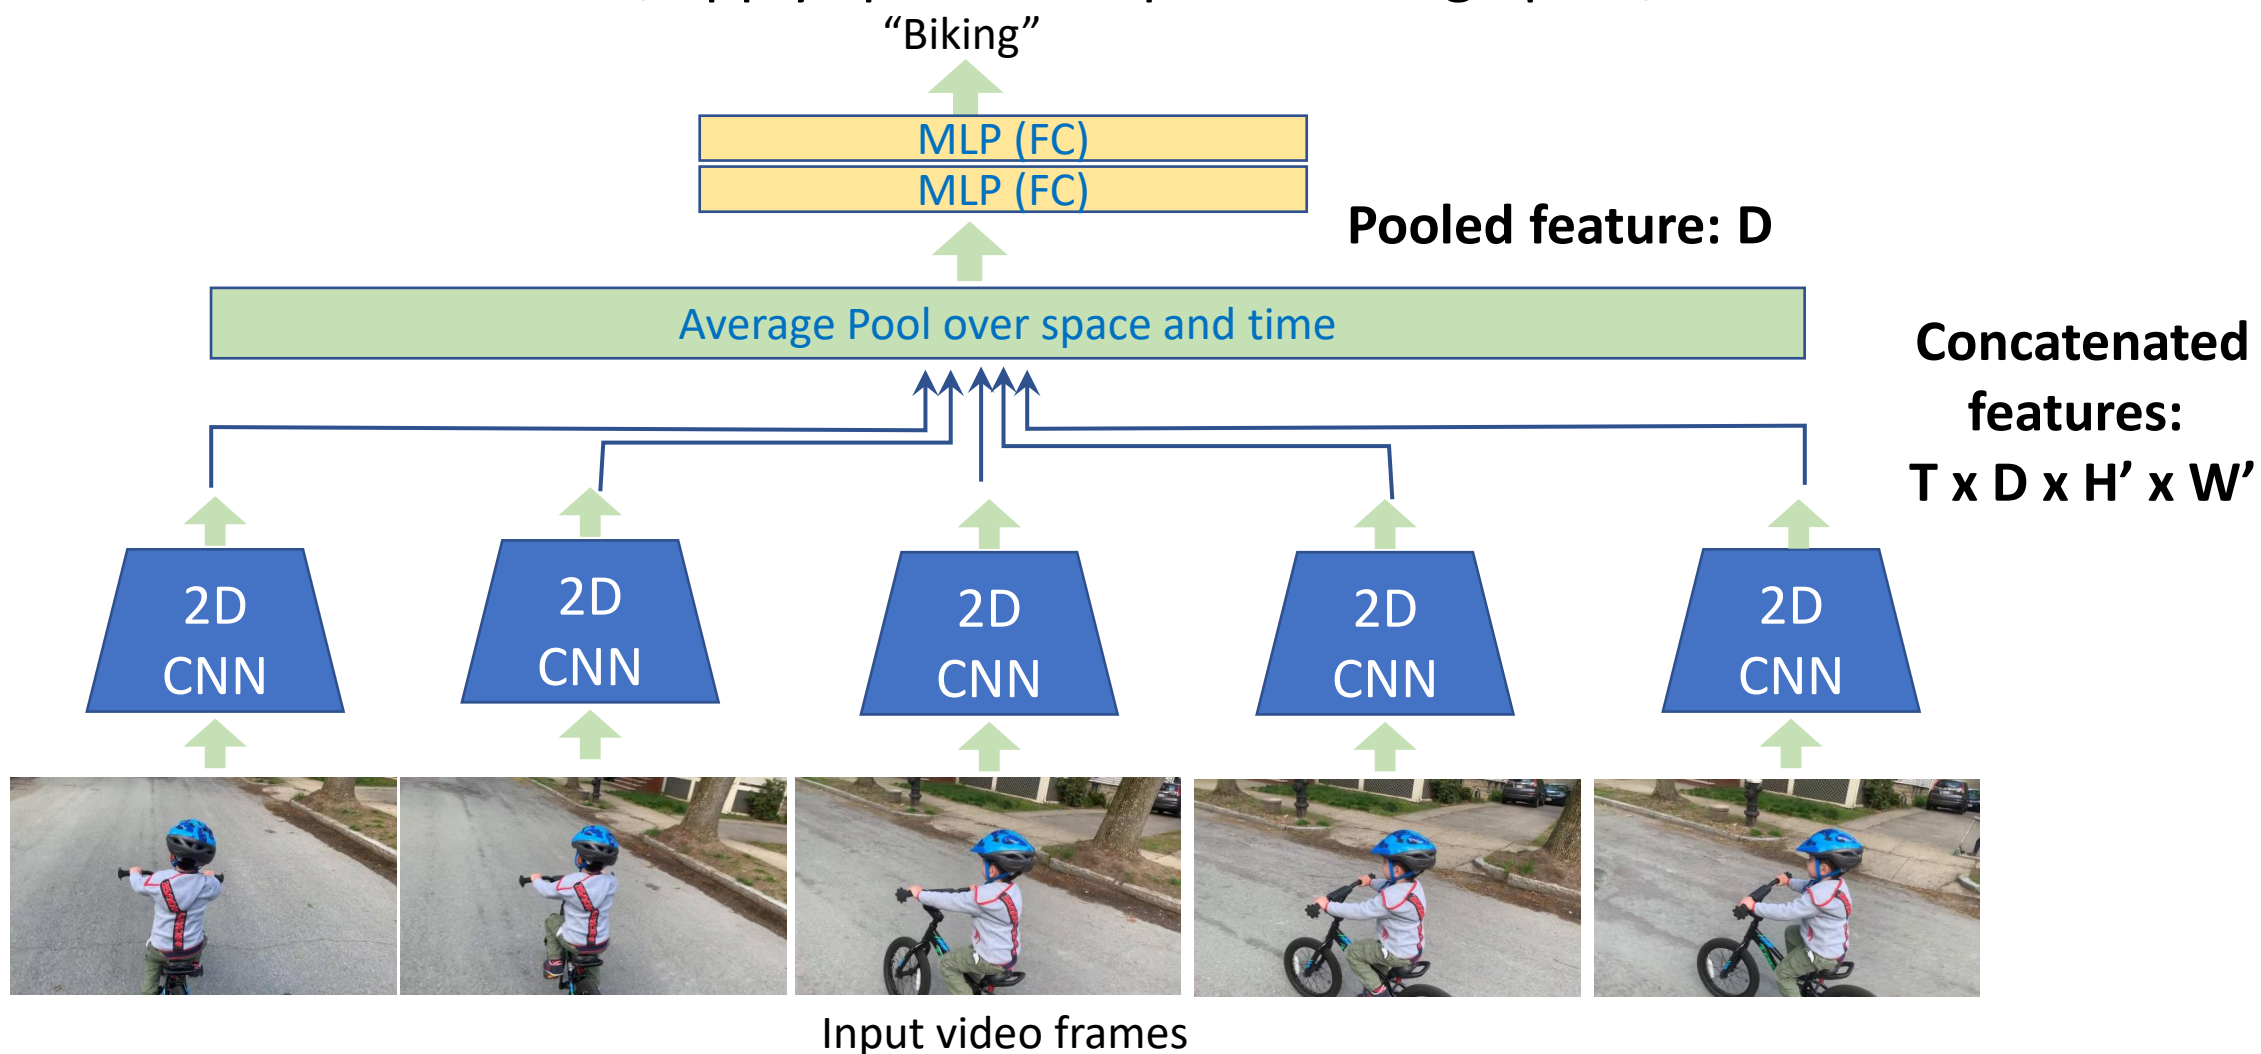 “Biking”
MLP (FC)
MLP (FC)
Pooled feature: D
Average Pool over space and time
Concatenated
features:
T x D x H’ x W’
2D
CNN
2D
CNN
2D
CNN
2D
CNN
2D
CNN
Input video frames